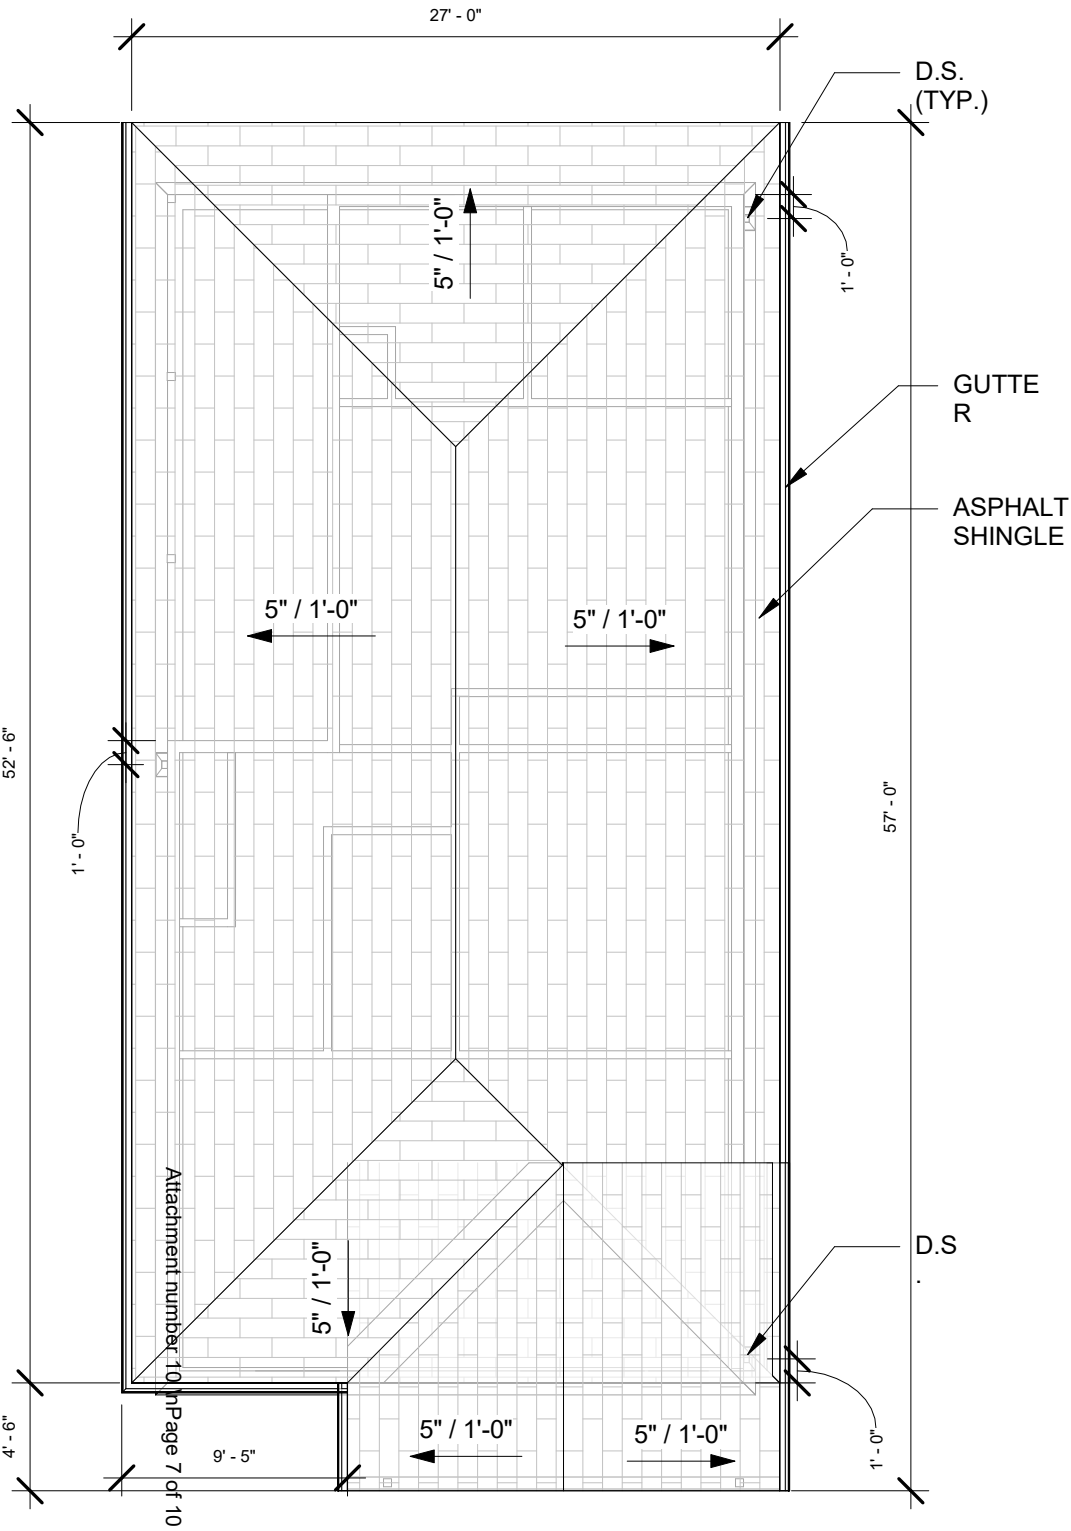 27' - 0"
D.S.
(TYP.)
5" / 1'-0"
1' - 0"
GUTTE
R
ASPHALT
SHINGLE
5" / 1'-0"
5" / 1'-0"
52' - 6"
57' - 0"
1' - 0"
Attachment number 10 \nPage 7 of 10
5" / 1'-0"
D.S
.
4' - 6"
9' - 5"
5" / 1'-0"
5" / 1'-0"
1' - 0"